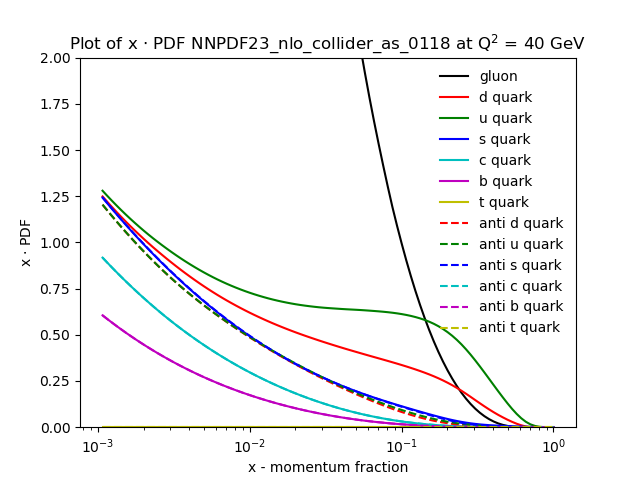 Plot of x · PDF NNPDF23_nlo_collider_as_0118 at Q² = 40 GeV
2.00
1.75
1.50
1.25
1.00
0.75
0.50
0.25
0.00
x · PDF
gluon
d quark
u quark
s quark
c quark
b quark
t quark
anti d quark
anti u quark
anti s quark
anti c quark
anti b quark
anti t quark
10⁻³ 10⁻² 10⁻¹ 10⁰
x - momentum fraction